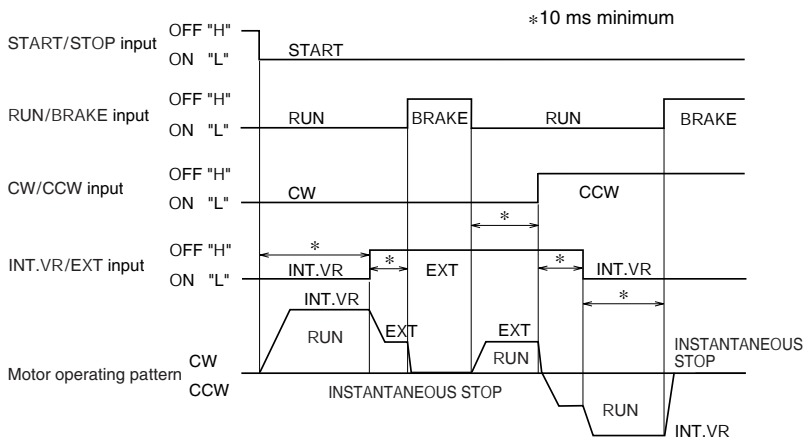 *10 ms minimum
START/STOP input
OFF "H"
ON "L"
START
RUN/BRAKE input
OFF "H"
ON "L"
RUN
BRAKE
RUN
BRAKE
CW/CCW input
OFF "H"
ON "L"
CW
CCW
*
INT.VR/EXT input
OFF "H"
ON "L"
*
INT.VR
*
EXT
*
INT.VR
*
Motor operating pattern
CW
CCW
INT.VR
RUN
EXT
INSTANTANEOUS STOP
EXT
RUN
RUN
INT.VR
INSTANTANEOUS
STOP